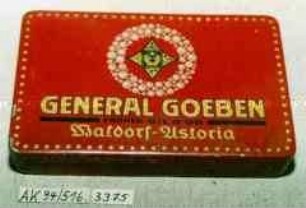 GENERAL GOEBEN
Waldorf-Astoria
AK 94/516. 3375